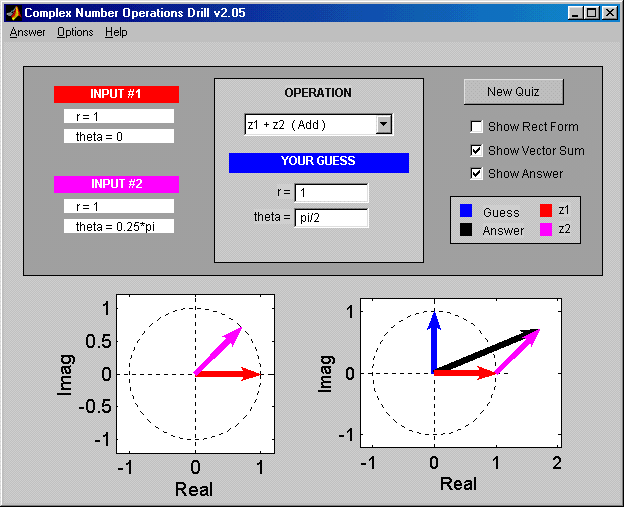 Complex Number Operations Drill v2.05
Answer Options Help
INPUT #1
r = 1
theta = 0
INPUT #2
r = 1
theta = 0.25*pi
OPERATION
z1 + z2 ( Add )
YOUR GUESS
r = 1
theta = pi/2
New Quiz
Show Rect Form
Show Vector Sum
Show Answer
Guess z1
Answer z2
1
0.5
0
-0.5
-1
Imag
-1 0 1
Real
1
0
-1
Imag
-1 0 1 2
Real